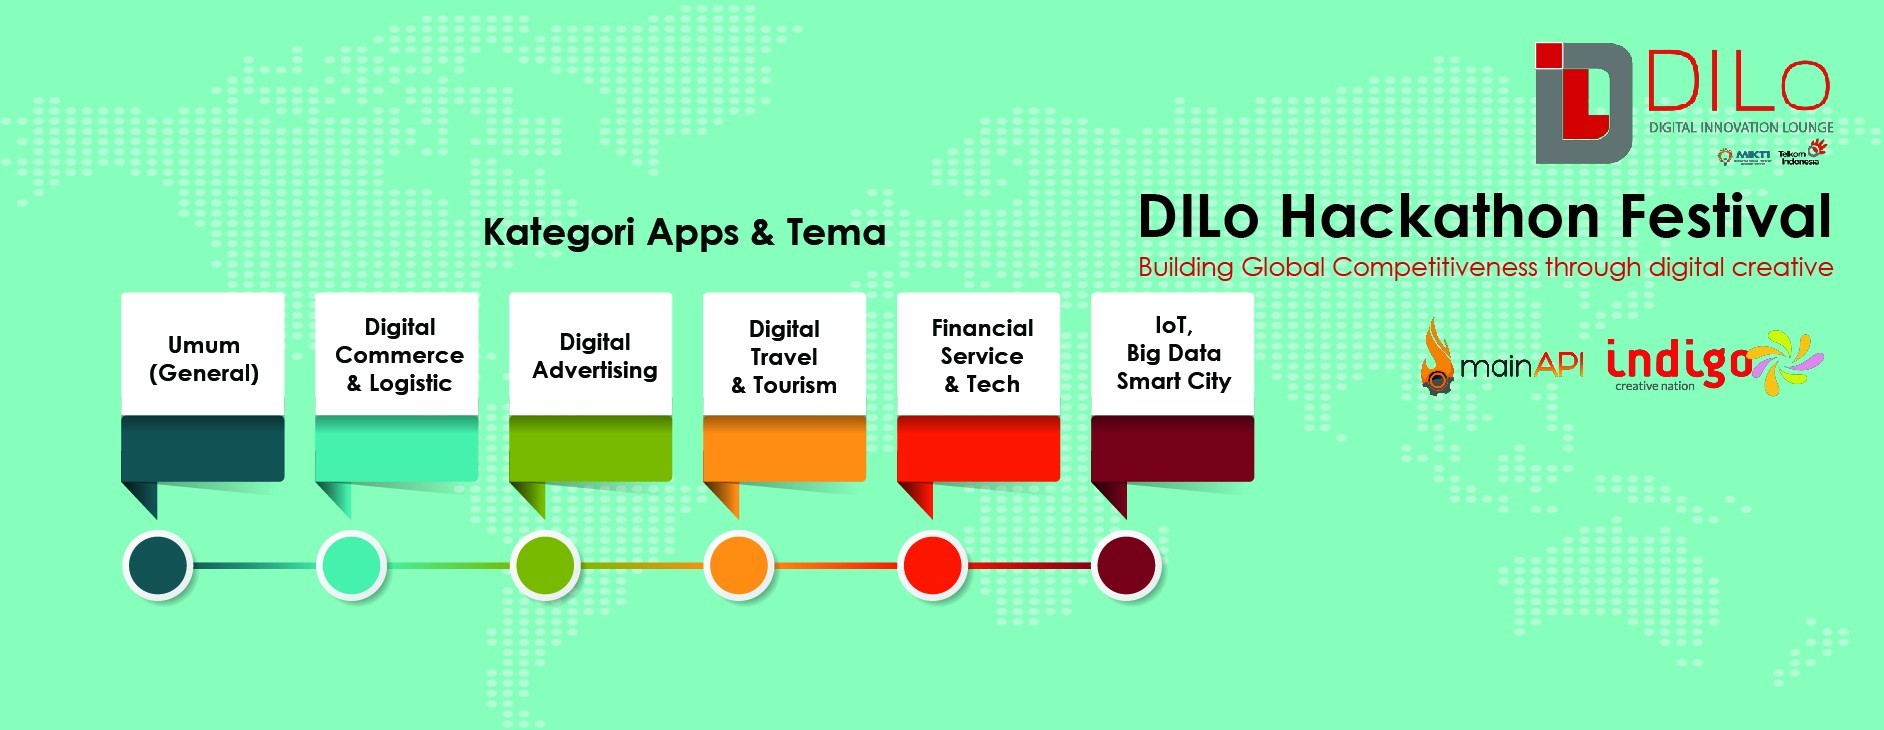 DILo
DIGITAL INNOVATION LOUNGE
MIKTI
Telkom
Indonesia
DILo Hackathon Festival
Building Global Competitiveness through digital creative
mainAPI
indigo
creative nation
Kategori Apps & Tema
Umum
(General)
Digital
Commerce
& Logistic
Digital
Advertising
Digital
Travel
& Tourism
Financial
Service
& Tech
IoT,
Big Data
Smart City